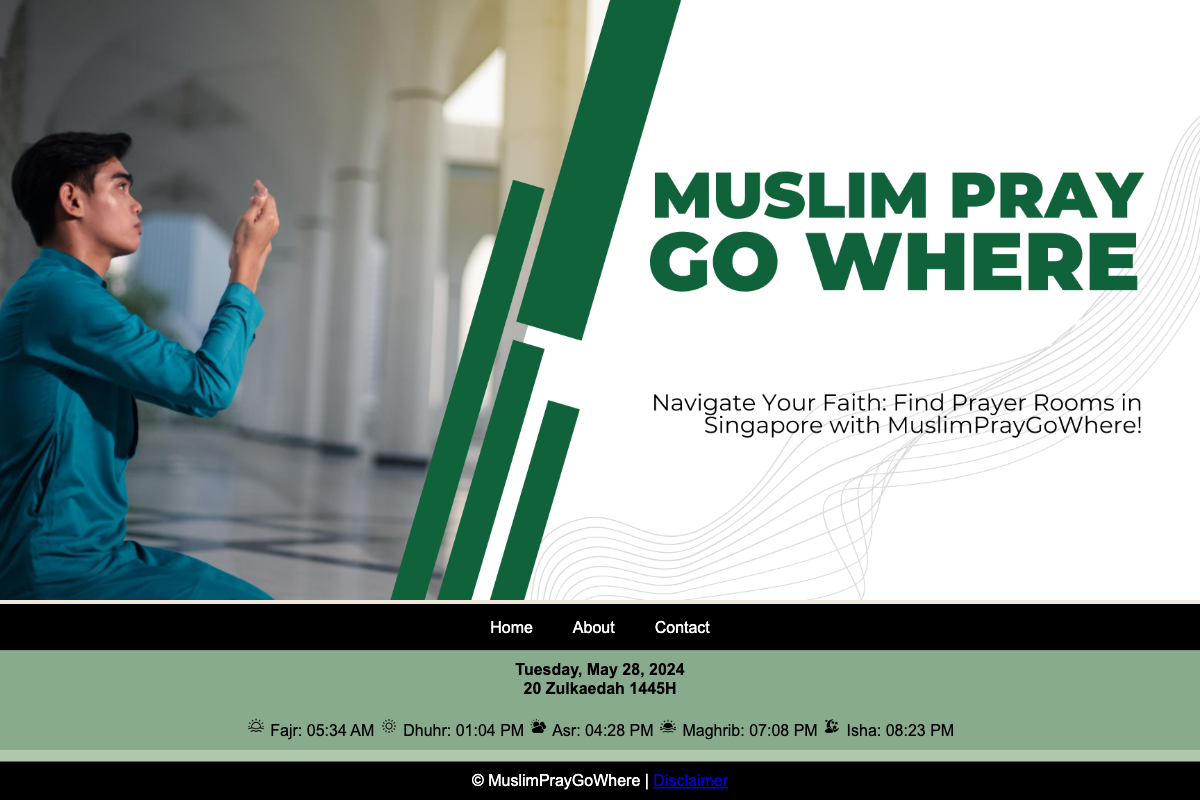 MUSLIM PRAY
GO WHERE
Navigate Your Faith: Find Prayer Rooms in
Singapore with MuslimPrayGoWhere!
Home About Contact
Tuesday, May 28, 2024
20 Zulkaedah 1445H
Fajr: 05:34 AM Dhuhr: 01:04 PM Asr: 04:28 PM Maghrib: 07:08 PM Isha: 08:23 PM
© MuslimPrayGoWhere | Disclaimer